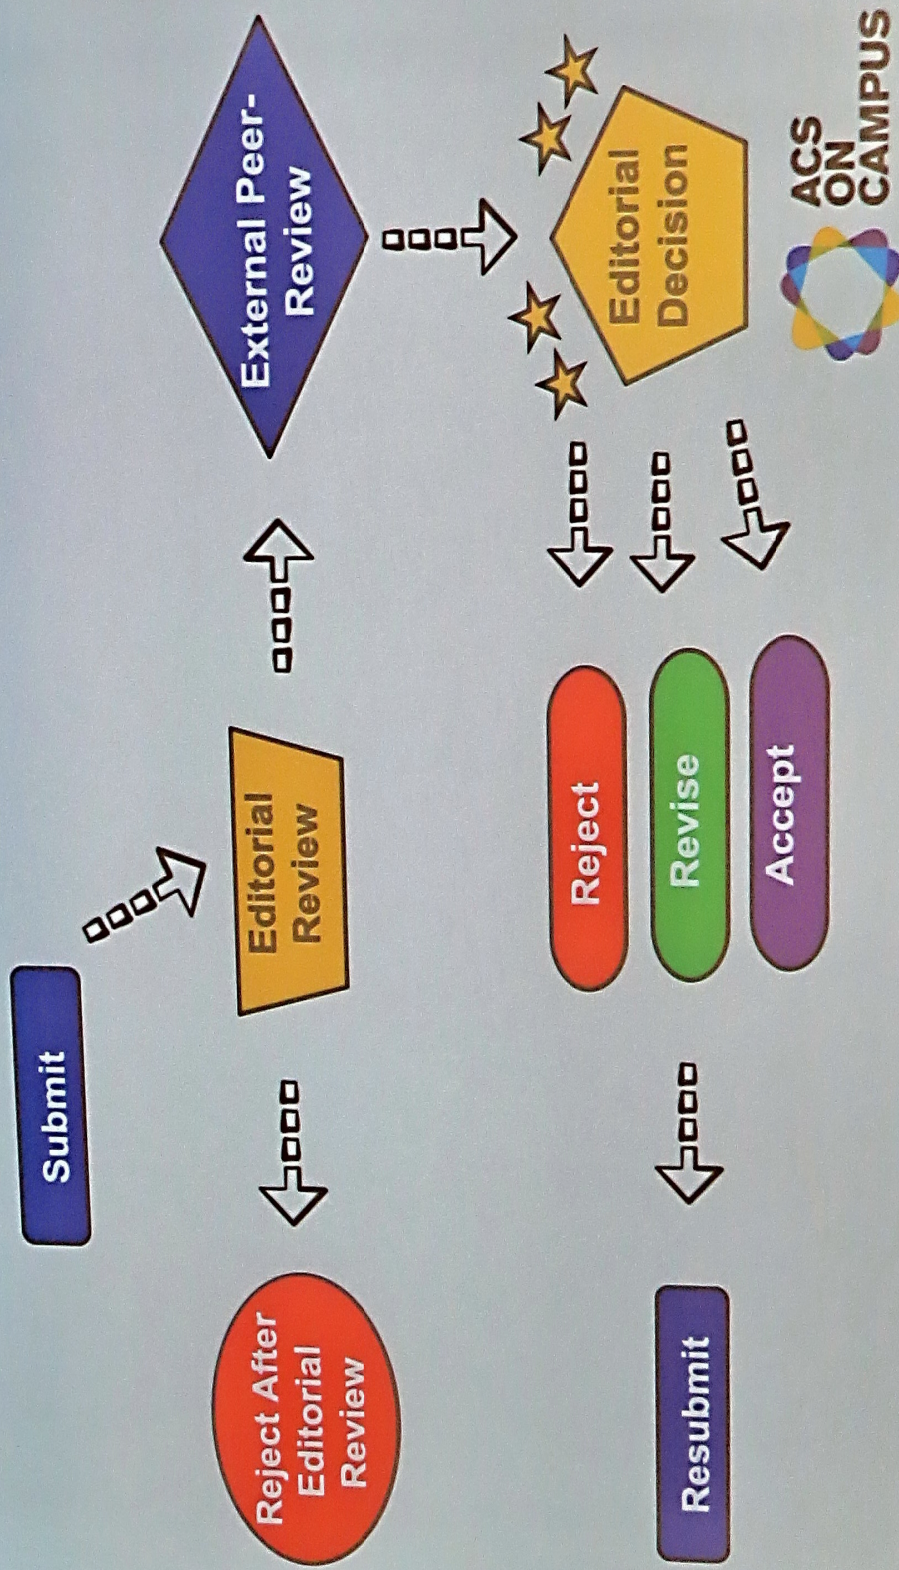 Submit
Editorial
Review
External Peer-
Review
Reject After
Editorial
Review
Editorial
Decision
Reject
Revise
Accept
Resubmit
ACS
ON
CAMPUS